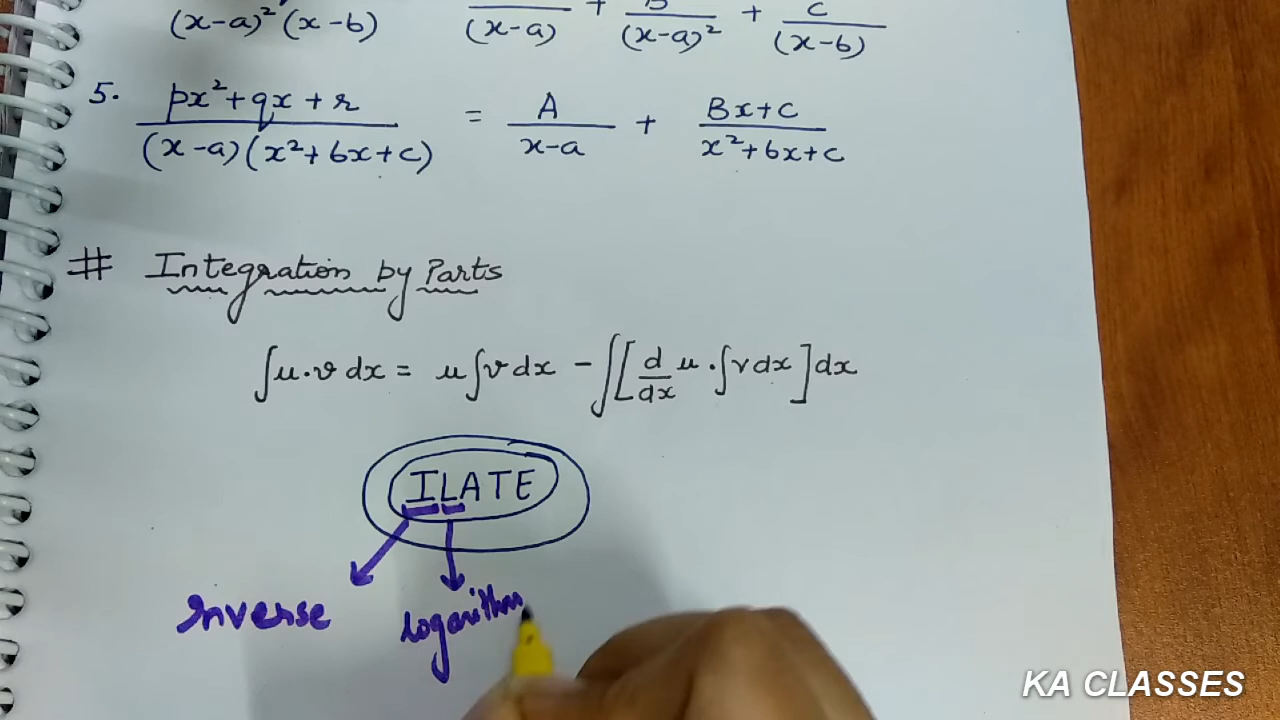 (x-a)² (x-b) (x-a) + B (x-a)² + C (x-b)
5. px²+qx+r / (x-a)(x²+bx+c) = A / x-a + Bx+C / x²+bx+c
# Integration by Parts
∫u.v dx = u∫v dx - ∫[d/dx u . ∫v dx] dx
ILATE
Inverse logarithm
KA CLASSES